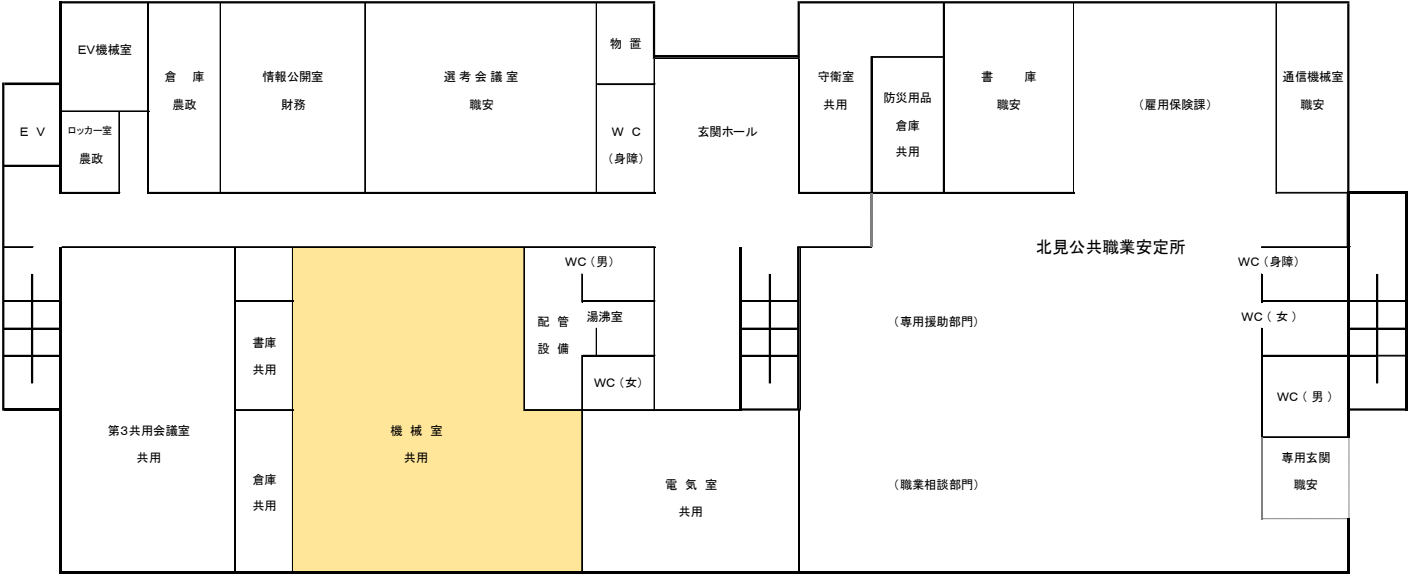 EV機械室
物 置
倉 庫
農政
情報公開室
財務
選考会議室
職安
守衛室
共用
防災用品
倉庫
共用
書 庫
職安
(雇用保険課)
通信機械室
職安
E V
ロッカー室
農政
W C
(身障)
玄関ホール
北見公共職業安定所
WC(男)
WC(身障)
湯沸室
配 管
設 備
WC(女)
(専用援助部門)
WC(女)
書庫
共用
WC(男)
第3共用会議室
共用
機 械 室
共用
倉庫
共用
電 気 室
共用
(職業相談部門)
専用玄関
職安